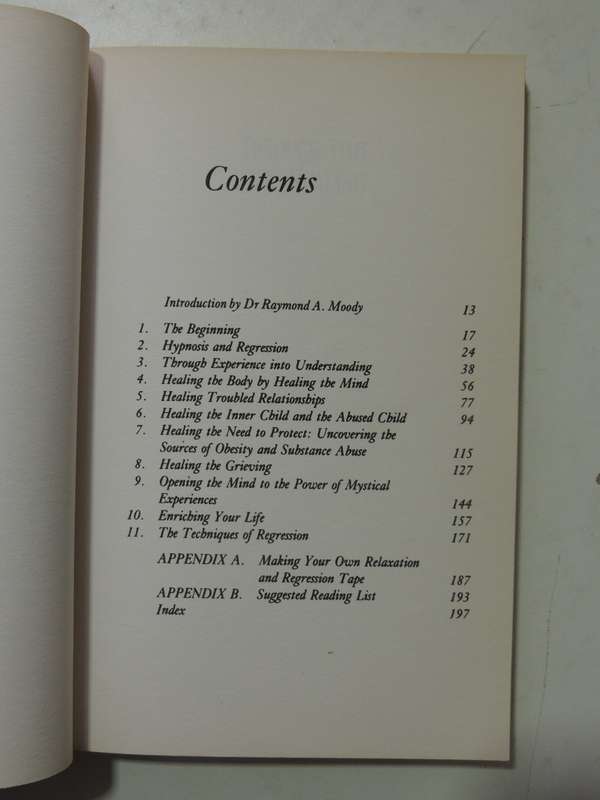 Contents
Introduction by Dr Raymond A. Moody 13
1. The Beginning 17
2. Hypnosis and Regression 24
3. Through Experience into Understanding 38
4. Healing the Body by Healing the Mind 56
5. Healing Troubled Relationships 77
6. Healing the Inner Child and the Abused Child 94
7. Healing the Need to Protect: Uncovering the
Sources of Obesity and Substance Abuse 115
8. Healing the Grieving 127
9. Opening the Mind to the Power of Mystical
Experiences 144
10. Enriching Your Life 157
11. The Techniques of Regression 171
APPENDIX A. Making Your Own Relaxation
and Regression Tape 187
APPENDIX B. Suggested Reading List 193
Index 197